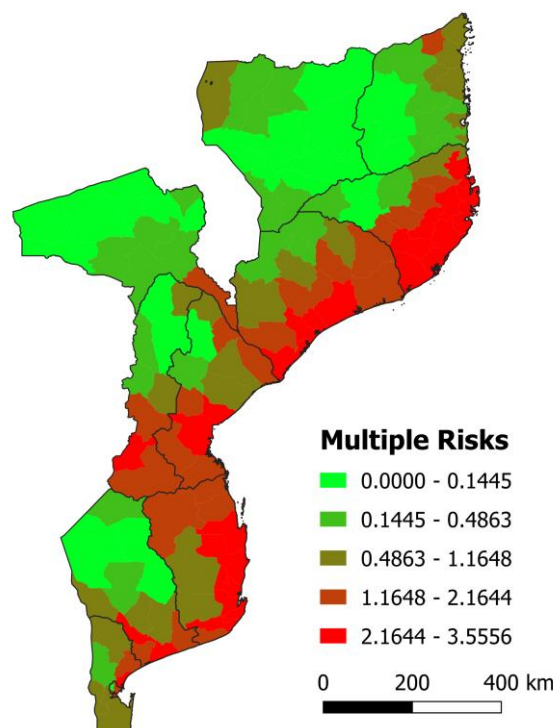 Multiple Risks
0.0000 - 0.1445
0.1445 - 0.4863
0.4863 - 1.1648
1.1648 - 2.1644
2.1644 - 3.5556
0 200 400 km